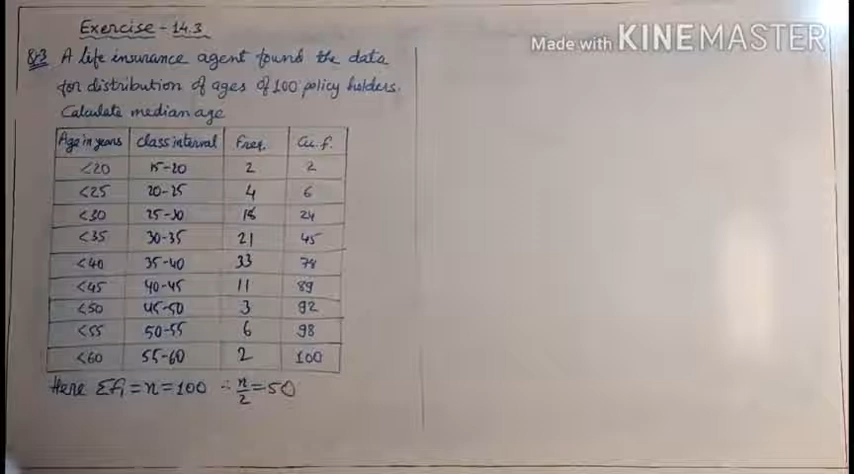 Exercise - 14.3
Q.3 A life insurance agent found the data
for distribution of ages of 100 policy holders.
Calculate median age
Age in years class interval Freq. Cu. f.
<20 15-20 2 2
<25 20-25 4 6
<30 25-30 18 24
<35 30-35 21 45
<40 35-40 33 78
<45 40-45 11 89
<50 45-50 3 92
<55 50-55 6 98
<60 55-60 2 100
Here Σfi = n = 100 ∴ n/2 = 50
Made with KINEMASTER